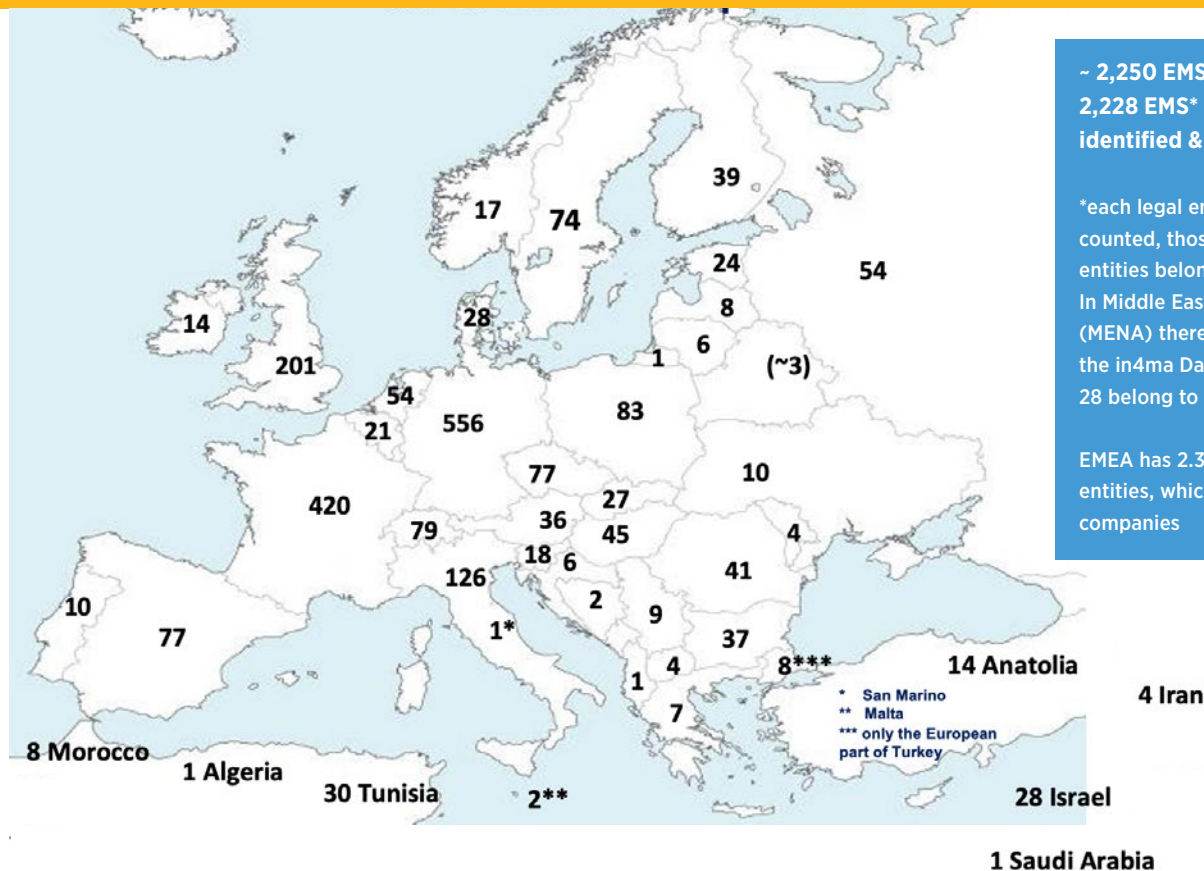 ~ 2,250 EMS
2,228 EMS*
identified &
*each legal en
counted, thos
entities belon
In Middle Eas
(MENA) there
the in4ma Da
28 belong to
EMEA has 2.3
entities, whic
companies
39
17
74
24
54
8
14
28
6
1
(~3)
201
54
83
556
21
77
10
27
420
36
79
45
4
18
6
41
126
2
10
9
1*
77
37
4
8***
14 Anatolia
1
4 Iran
* San Marino
** Malta
*** only the European
part of Turkey
7
8 Morocco
1 Algeria
30 Tunisia
2**
28 Israel
1 Saudi Arabia